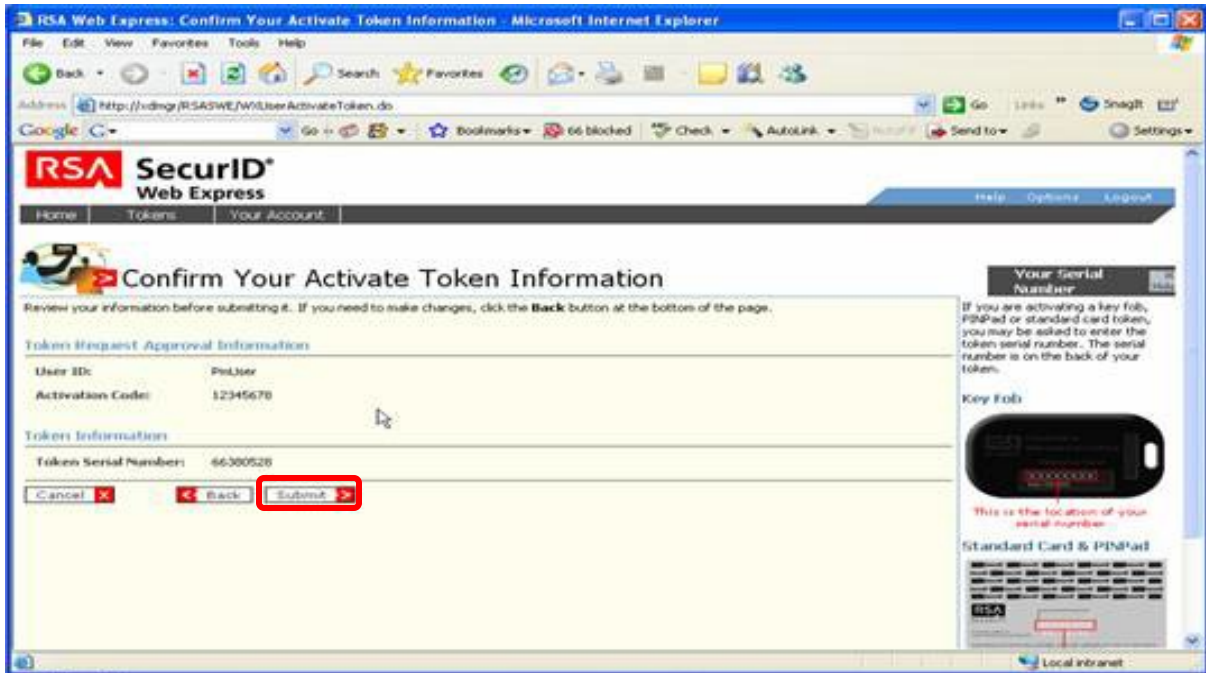 RSA Web Express: Confirm Your Activate Token Information - Microsoft Internet Explorer
File Edit View Favorites Tools Help
Back Search Favorites
Address http://vdmgr/RSASWE/WXUserActivateToken.do Go Links SnagIt
Google Go Bookmarks 66 blocked Check AutoLink Send to Settings
RSA SecurID®
Web Express
Help Options Logout
Home Tokens Your Account
Confirm Your Activate Token Information
Review your information before submitting it. If you need to make changes, click the Back button at the bottom of the page.
Token Request Approval Information
User ID: PinUser
Activation Code: 12345678
Token Information
Token Serial Number: 66380528
Cancel Back Submit
Your Serial
Number
If you are activating a key fob,
PINPad or standard card token,
you may be asked to enter the
token serial number. The serial
number is on the back of your
token.
Key Fob
XXXXXXXXX
This is the location of your
serial number
Standard Card & PINPad
RSA
Local intranet